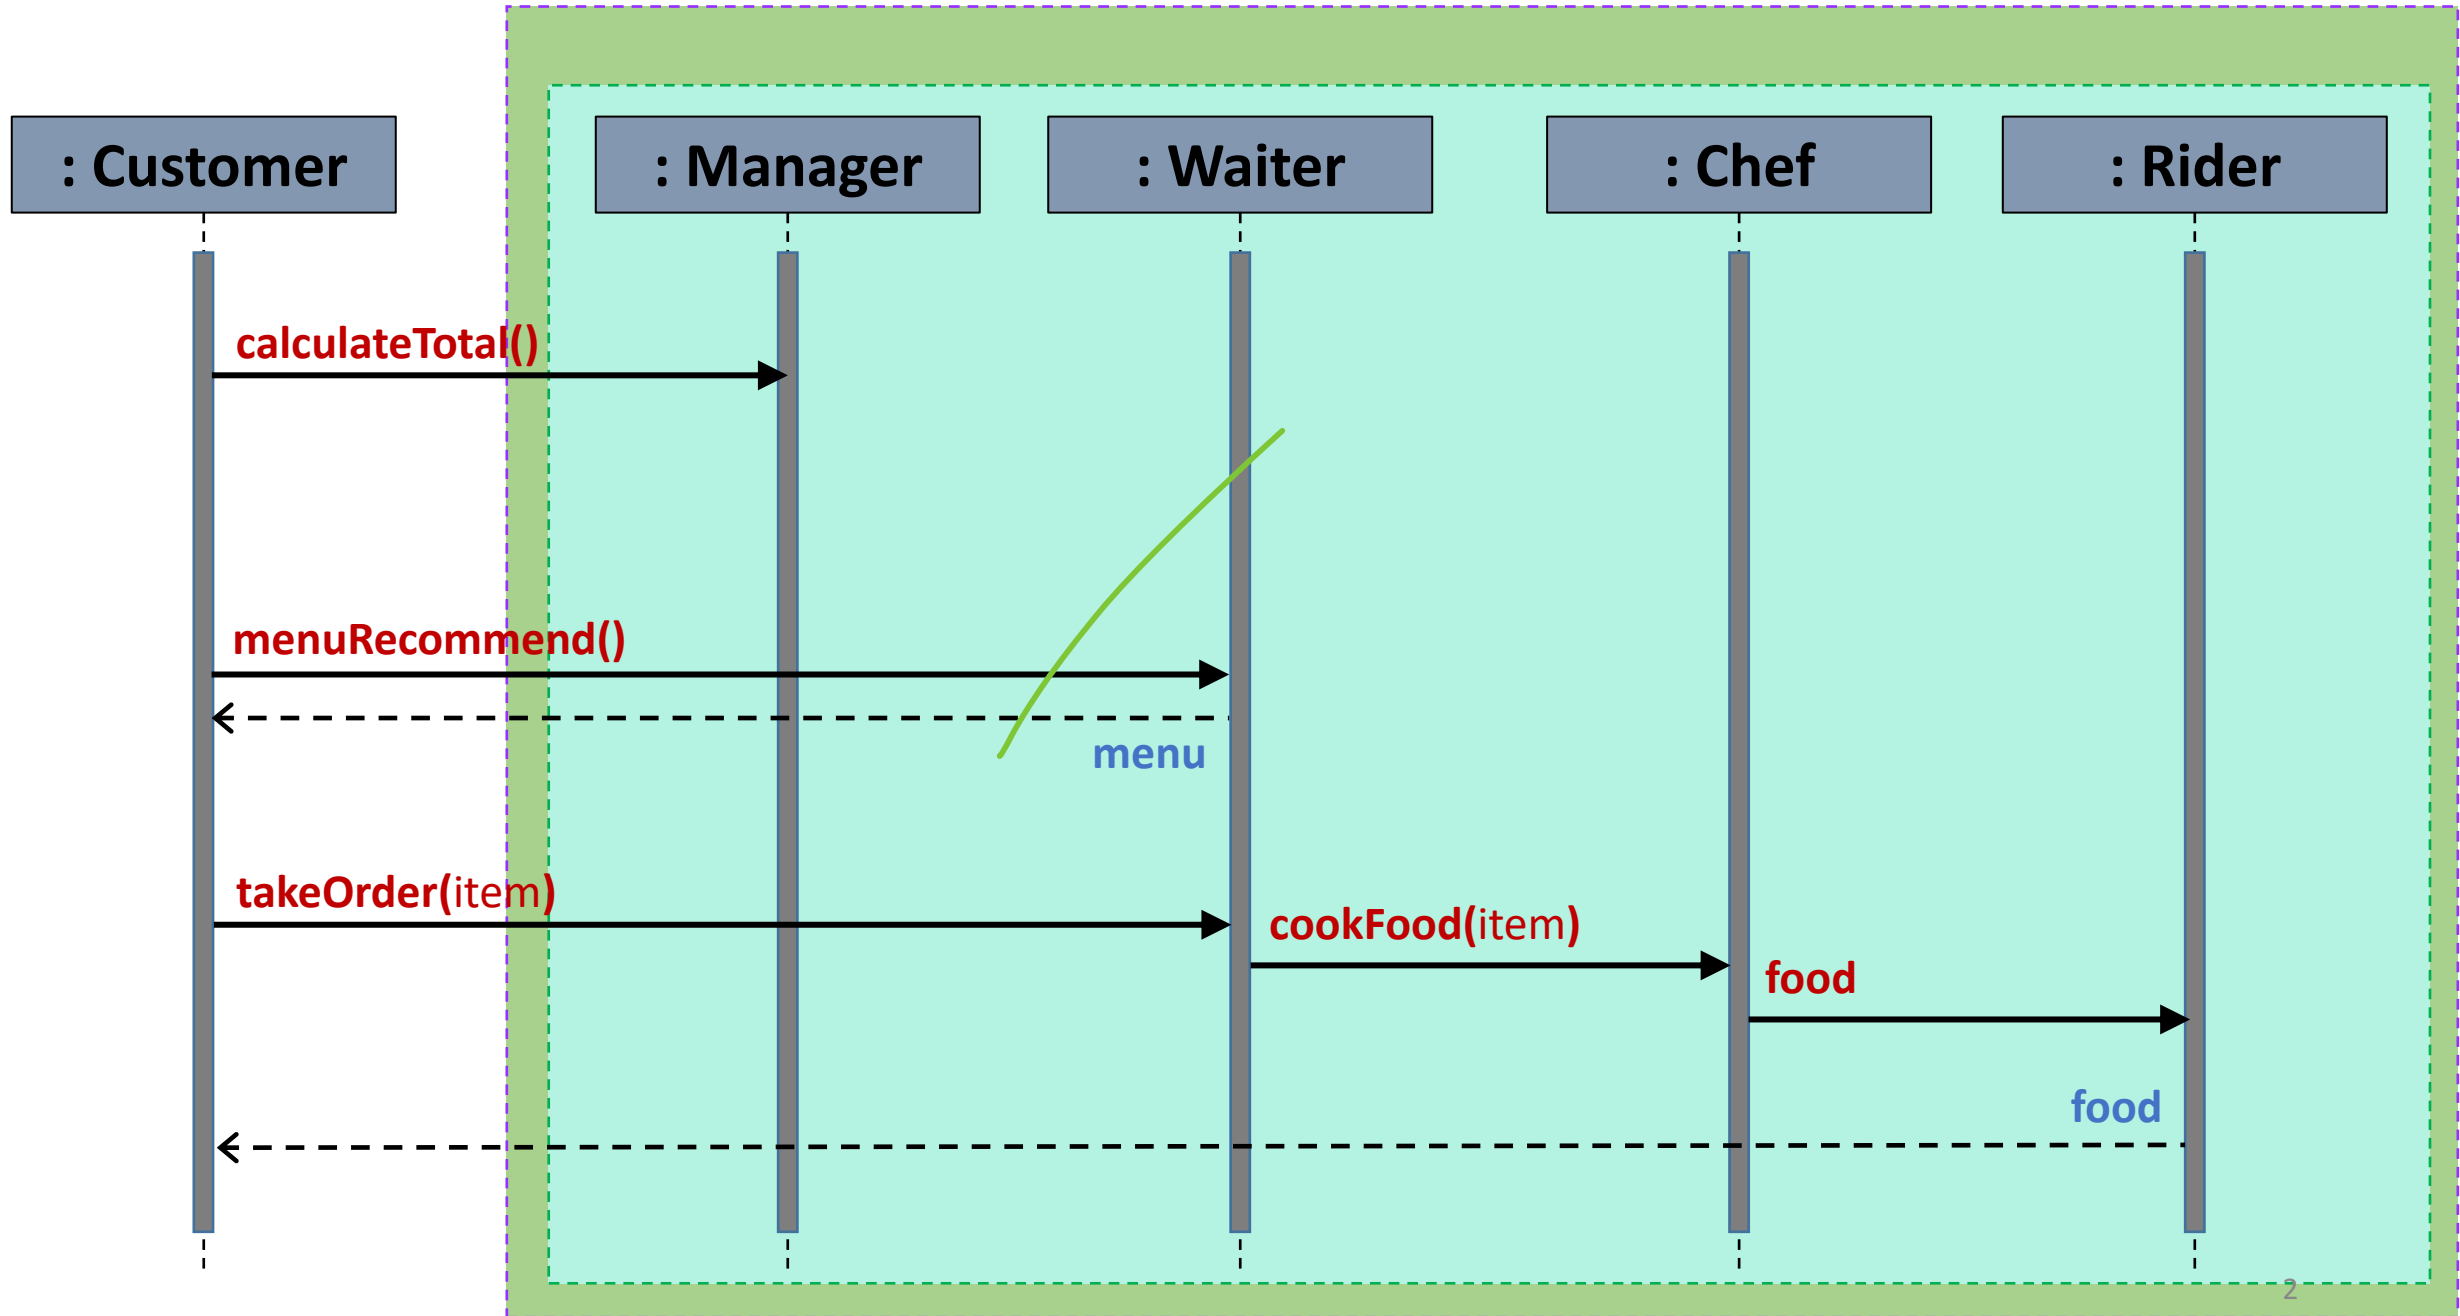 : Customer
: Manager
: Waiter
: Chef
: Rider
calculateTotal()
menuRecommend()
menu
takeOrder(item)
cookFood(item)
food
food
2